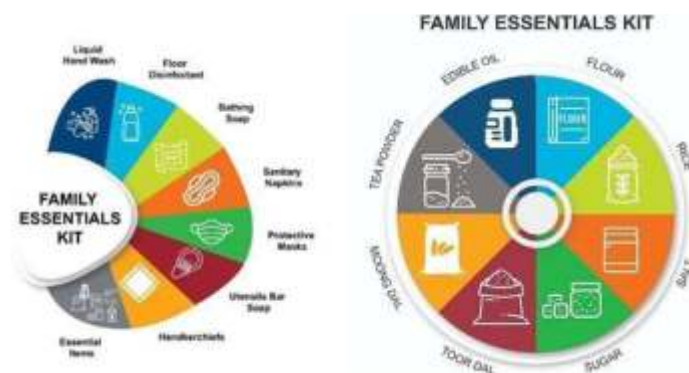 Liquid
Hand Wash
Floor
Disinfectant
Bathing
Soap
Sanitary
Napkins
Protective
Masks
Utensils Bar
Soap
Handkerchiefs
Essential
Items
FAMILY
ESSENTIALS
KIT
FAMILY ESSENTIALS KIT
EDIBLE OIL
FLOUR
FLOUR
RICE
SALT
SUGAR
TOOR DAL
MOONG DAL
TEA POWDER